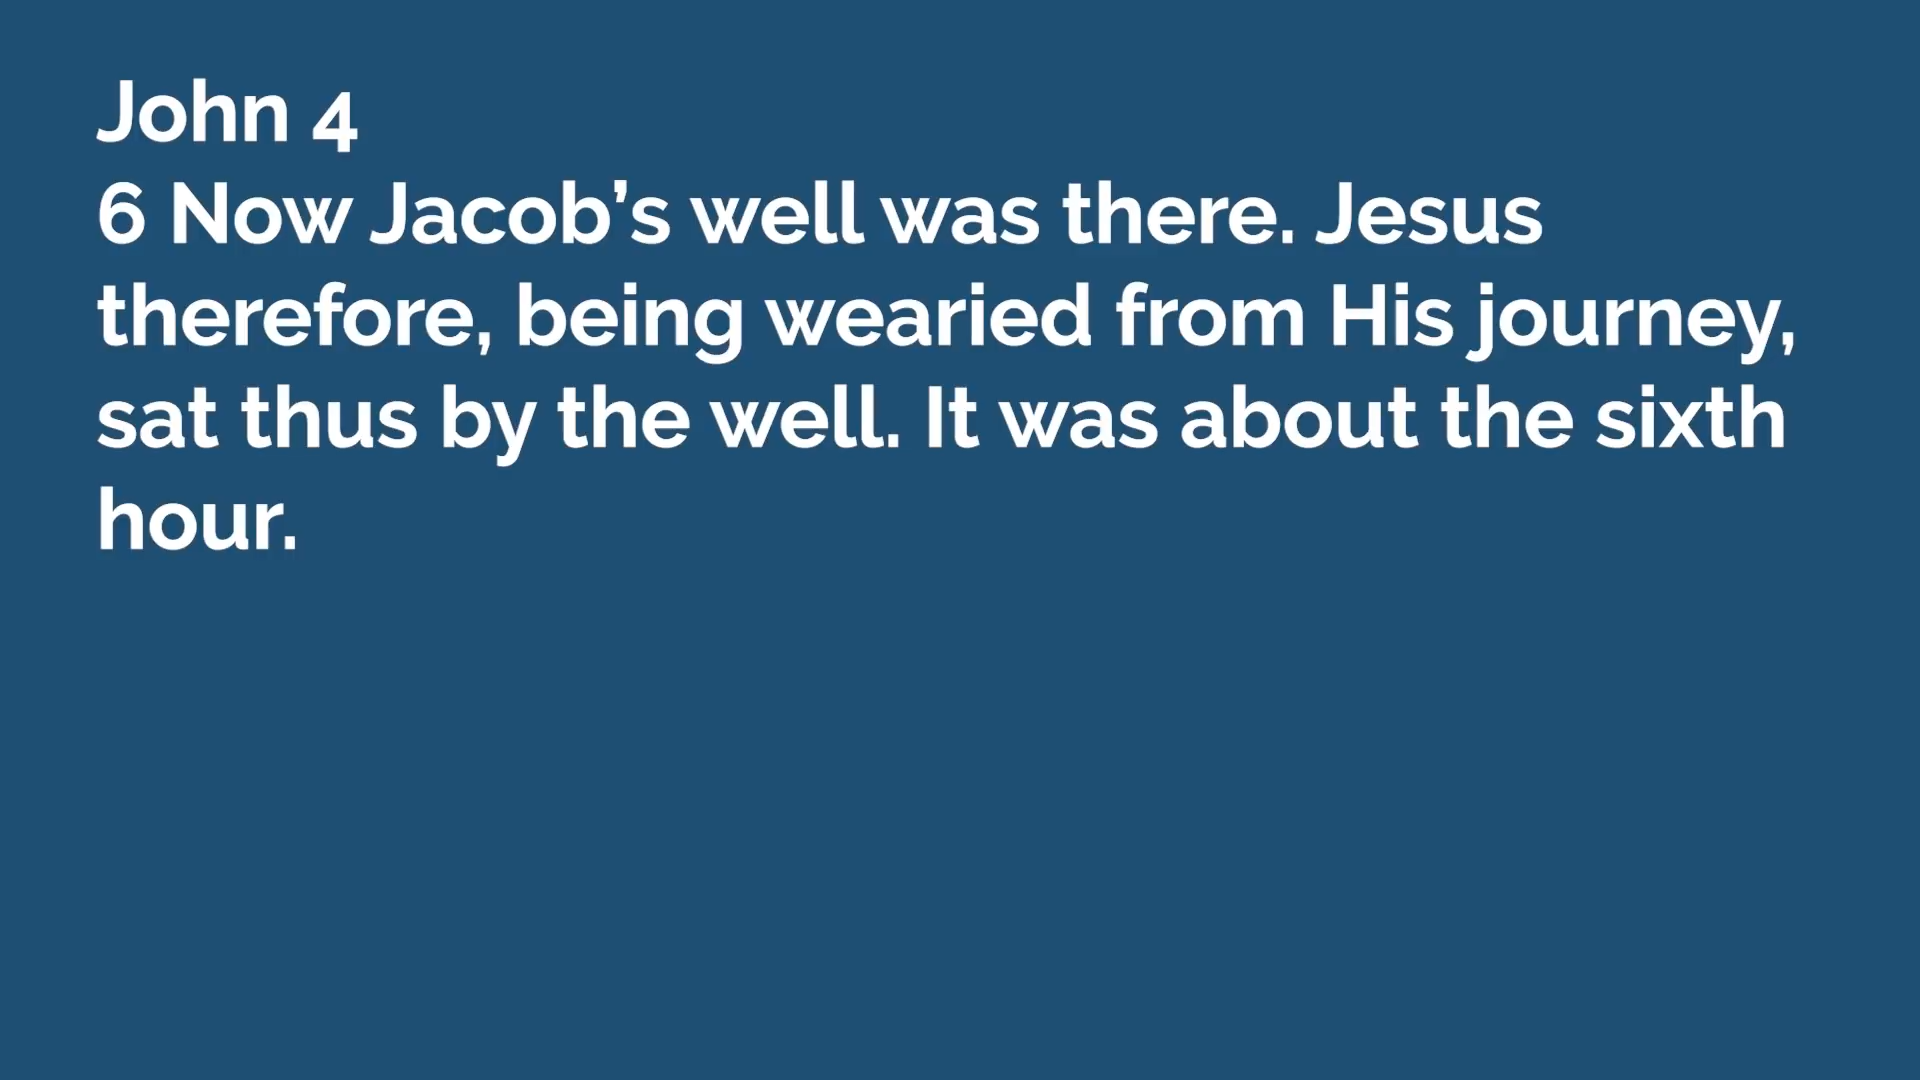 John 4
6 Now Jacob’s well was there. Jesus
therefore, being wearied from His journey,
sat thus by the well. It was about the sixth
hour.